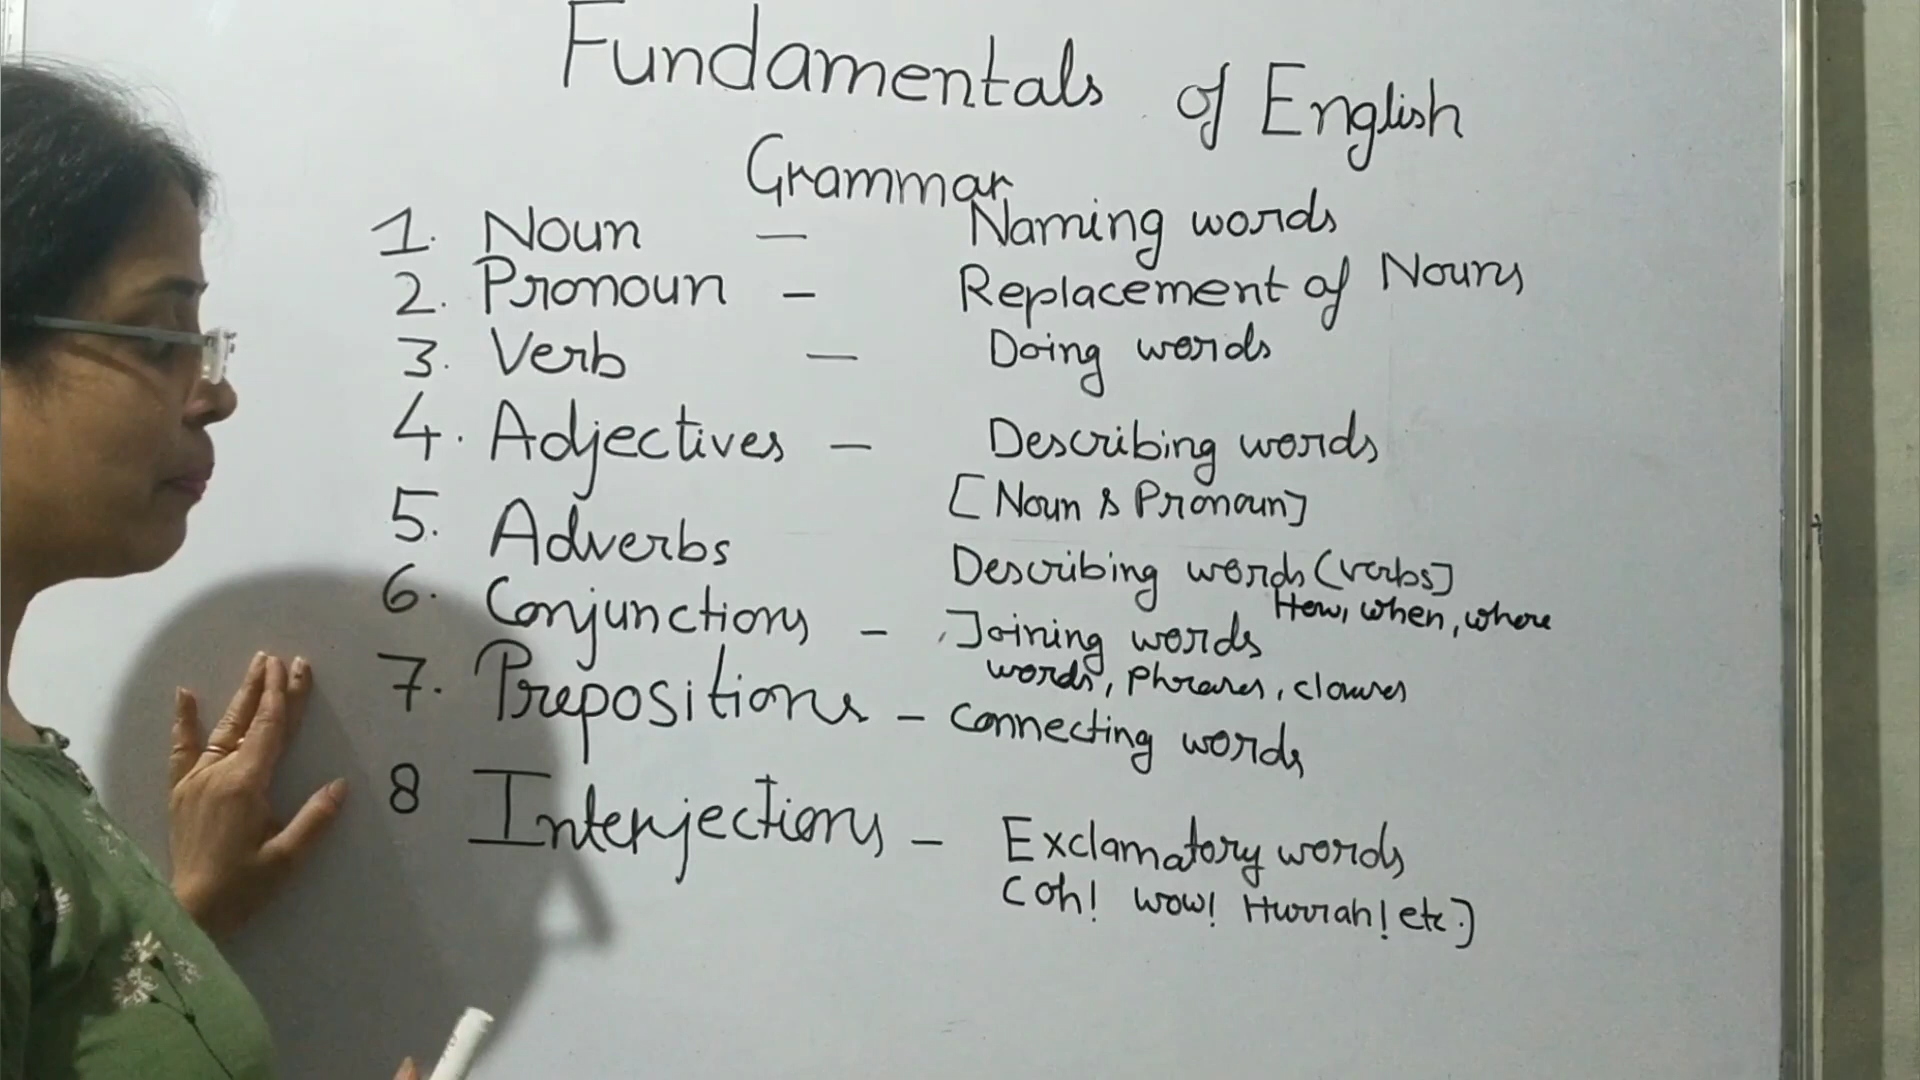 Fundamentals of English
Grammar
1. Noun — Naming words
2. Pronoun – Replacement of Nouns
3. Verb — Doing words
4. Adjectives — Describing words
[Noun & Pronoun]
5. Adverbs Describing words (verbs]
How, when, where
6. Conjunctions – Joining words
words, phrases, clauses
7. Prepositions – connecting words
8 Interjections – Exclamatory words
(oh! wow! Hurrah! etc.]